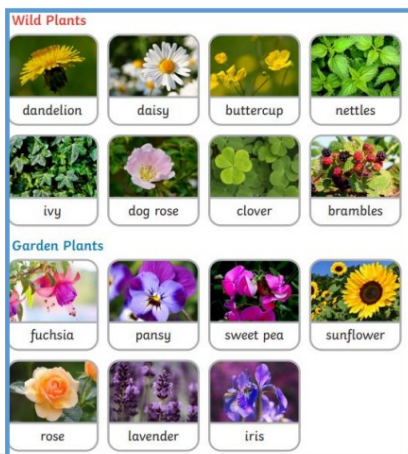 Wild Plants
dandelion daisy buttercup nettles
ivy dog rose clover brambles
Garden Plants
fuchsia pansy sweet pea sunflower
rose lavender iris